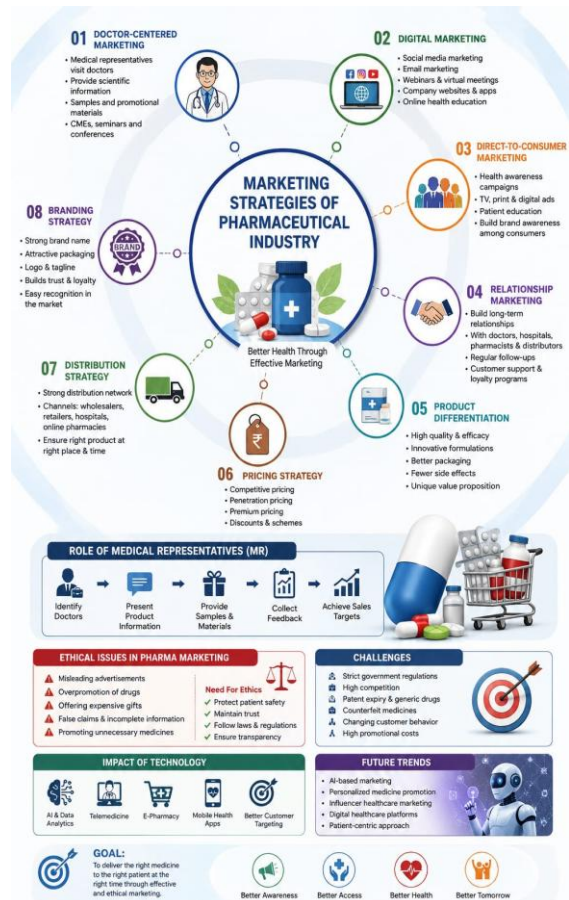 01 DOCTOR-CENTERED
MARKETING
• Medical representatives
visit doctors
• Provide scientific
information
• Samples and promotional
materials
• CMEs, seminars and
conferences
02 DIGITAL MARKETING
• Social media marketing
• Email marketing
• Webinars & virtual meetings
• Company websites & apps
• Online health education
03 DIRECT-TO-CONSUMER
MARKETING
• Health awareness
campaigns
• TV, print & digital ads
• Patient education
• Build brand awareness
among consumers
MARKETING
STRATEGIES OF
PHARMACEUTICAL
INDUSTRY
Better Health Through
Effective Marketing
08 BRANDING
STRATEGY
• Strong brand name
• Attractive packaging
• Logo & tagline
• Builds trust & loyalty
• Easy recognition in
the market
BRAND
04 RELATIONSHIP
MARKETING
• Build long-term
relationships
• With doctors, hospitals,
pharmacists & distributors
• Regular follow-ups
• Customer support &
loyalty programs
07 DISTRIBUTION
STRATEGY
• Strong distribution network
• Channels: wholesalers,
retailers, hospitals,
online pharmacies
• Ensure right product at
right place & time
05 PRODUCT
DIFFERENTIATION
• High quality & efficacy
• Innovative formulations
• Better packaging
• Fewer side effects
• Unique value proposition
₹
06 PRICING STRATEGY
• Competitive pricing
• Penetration pricing
• Premium pricing
• Discounts & schemes
ROLE OF MEDICAL REPRESENTATIVES (MR)
Identify
Doctors
Present
Product
Information
Provide
Samples &
Materials
Collect
Feedback
Achieve Sales
Targets
ETHICAL ISSUES IN PHARMA MARKETING
Misleading advertisements
Overpromotion of drugs
Offering expensive gifts
False claims & incomplete information
Promoting unnecessary medicines
Need For Ethics
✓ Protect patient safety
✓ Maintain trust
✓ Follow laws & regulations
✓ Ensure transparency
CHALLENGES
Strict government regulations
High competition
Patent expiry & generic drugs
Counterfeit medicines
Changing customer behavior
High promotional costs
IMPACT OF TECHNOLOGY
AI & Data
Analytics
Telemedicine
E-Pharmacy
Mobile Health
Apps
Better Customer
Targeting
FUTURE TRENDS
• AI-based marketing
• Personalized medicine promotion
• Influencer healthcare marketing
• Digital healthcare platforms
• Patient-centric approach
GOAL:
To deliver the right medicine
to the right patient at the
right time through effective
and ethical marketing.
Better Awareness
Better Access
Better Health
Better Tomorrow